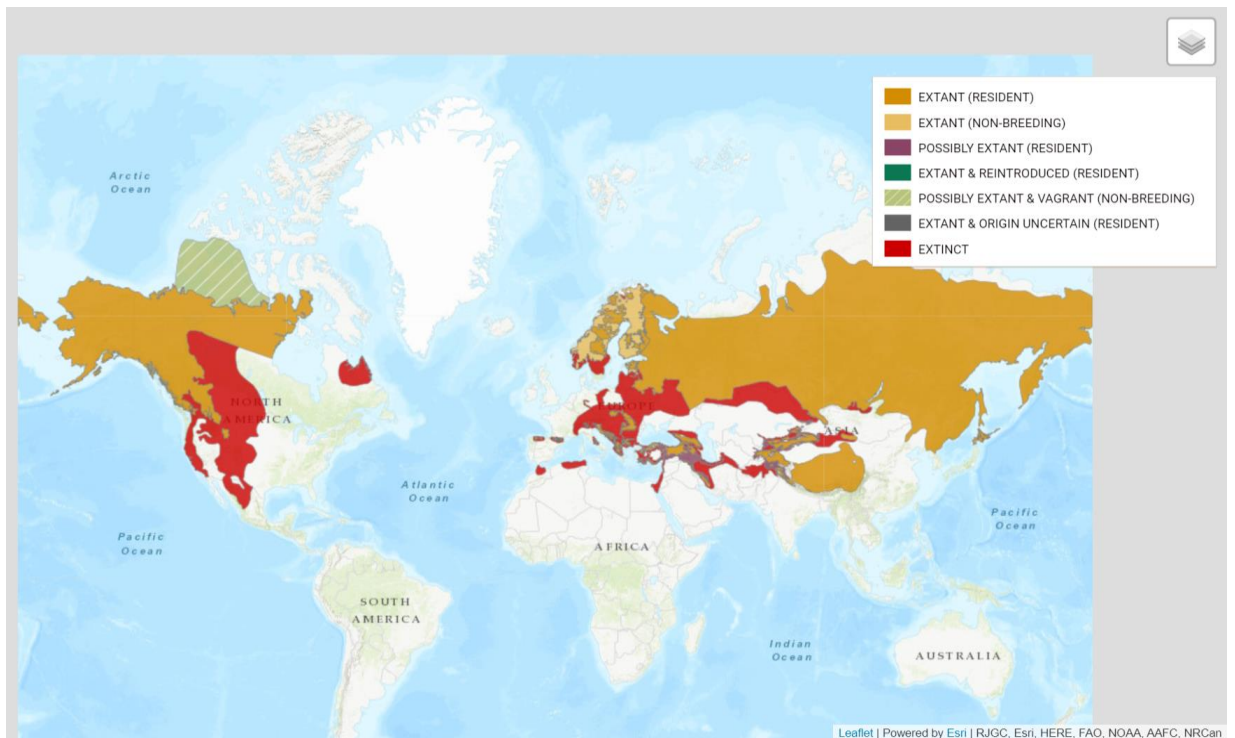 EXTANT (RESIDENT)
EXTANT (NON-BREEDING)
POSSIBLY EXTANT (RESIDENT)
EXTANT & REINTRODUCED (RESIDENT)
POSSIBLY EXTANT & VAGRANT (NON-BREEDING)
EXTANT & ORIGIN UNCERTAIN (RESIDENT)
EXTINCT
Arctic
Ocean
NORTH
AMERICA
EUROPE
ASIA
Atlantic
Ocean
Pacific
Ocean
Pacific
Ocean
AFRICA
SOUTH
AMERICA
Indian
Ocean
AUSTRALIA
Leaflet | Powered by Esri | RJGC, Esri, HERE, FAO, NOAA, AAFC, NRCan